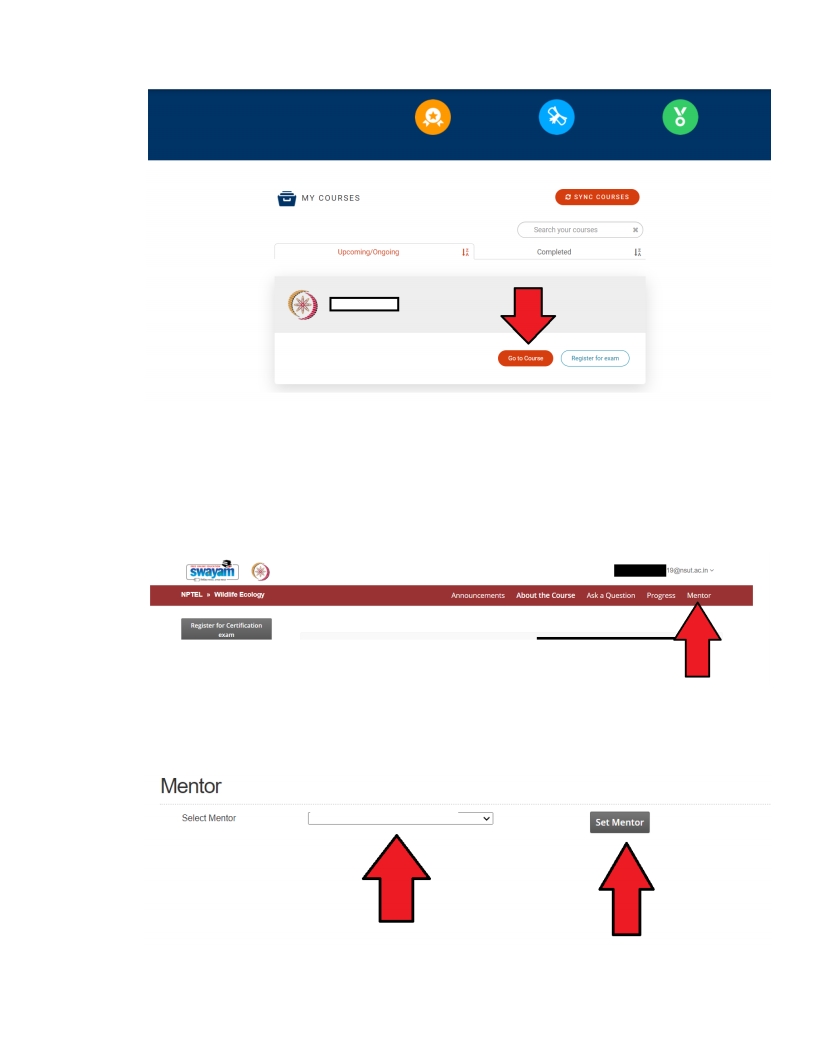 MY COURSES
SYNC COURSES
Search your courses
Upcoming/Ongoing
Completed
Go to Course
Register for exam
swayam
19@nsut.ac.in
NPTEL » Wildlife Ecology
Announcements About the Course Ask a Question Progress Mentor
Register for Certification
exam
Mentor
Select Mentor
Set Mentor